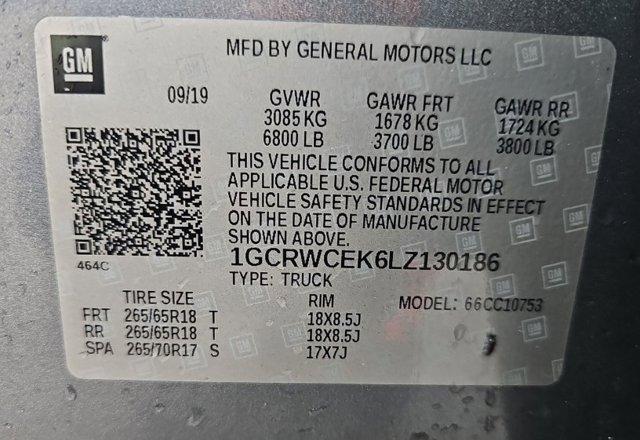 GM
MFD BY GENERAL MOTORS LLC
09/19 GVWR GAWR FRT GAWR RR
3085 KG 1678 KG 1724 KG
6800 LB 3700 LB 3800 LB
THIS VEHICLE CONFORMS TO ALL
APPLICABLE U.S. FEDERAL MOTOR
VEHICLE SAFETY STANDARDS IN EFFECT
ON THE DATE OF MANUFACTURE
SHOWN ABOVE.
464C
1GCRWCEK6LZ130186
TYPE: TRUCK
TIRE SIZE RIM MODEL: 66CC10753
FRT 265/65R18 T 18X8.5J
RR 265/65R18 T 18X8.5J
SPA 265/70R17 S 17X7J